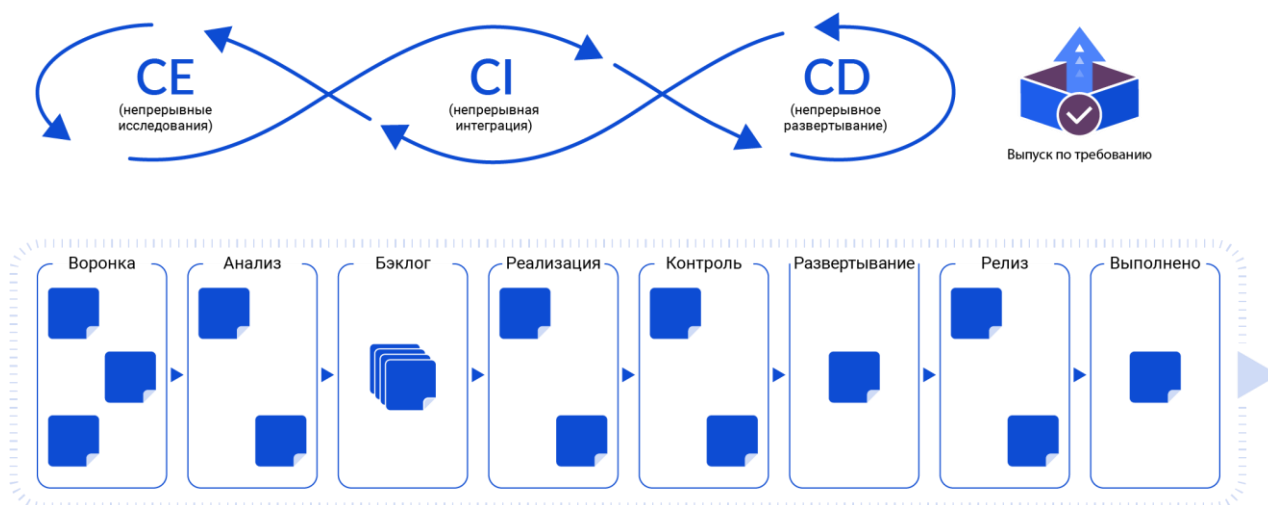 CE
(непрерывные
исследования)
CI
(непрерывная
интеграция)
CD
(непрерывное
развертывание)
Выпуск по требованию
Воронка
Анализ
Бэклог
Реализация
Контроль
Развертывание
Релиз
Выполнено